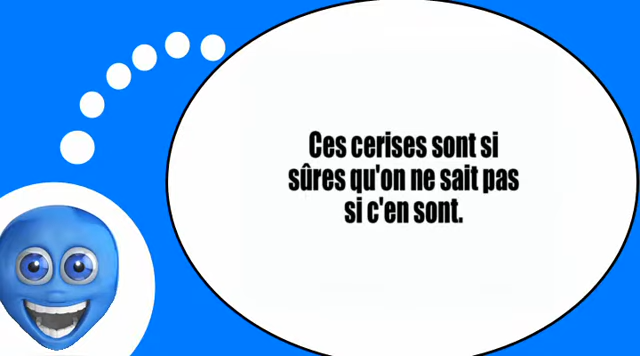 Ces cerises sont si
sûres qu'on ne sait pas
si c'en sont.